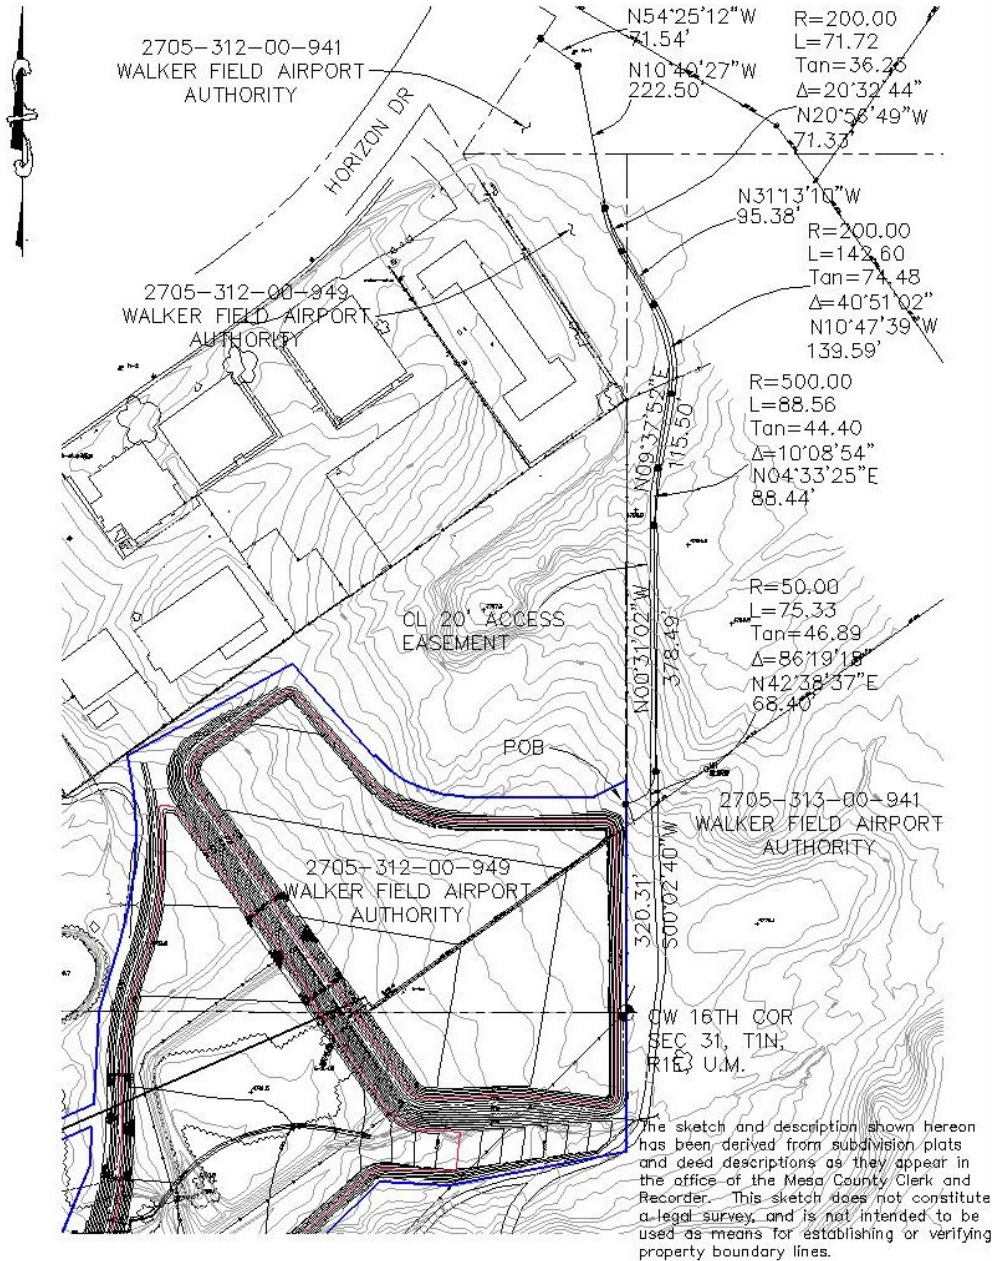 2705-312-00-941
WALKER FIELD AIRPORT
AUTHORITY
HORIZON DR
N54°25'12"W
71.54'
N10°40'27"W
222.50'
R=200.00
L=71.72
Tan=36.25
Δ=20°32'44"
N20°56'49"W
71.33'
N31°13'10"W
95.38'
R=200.00
L=142.60
Tan=74.48
Δ=40°51'02"
N10°47'39"W
139.59'
2705-312-00-949
WALKER FIELD AIRPORT
AUTHORITY
N09°37'52"E
115.50'
R=500.00
L=88.56
Tan=44.40
Δ=10°08'54"
N04°33'25"E
88.44'
CL 20' ACCESS
EASEMENT
N00°31'02"W
378.49'
R=50.00
L=75.33
Tan=46.89
Δ=86°19'18"
N42°38'37"E
68.40'
POB
2705-313-00-941
WALKER FIELD AIRPORT
AUTHORITY
2705-312-00-949
WALKER FIELD AIRPORT
AUTHORITY
320.31'
S00°02'40"W
CW 16TH COR
SEC 31, T1N,
R1E, U.M.
The sketch and description shown hereon
has been derived from subdivision plats
and deed descriptions as they appear in
the office of the Mesa County Clerk and
Recorder. This sketch does not constitute
a legal survey, and is not intended to be
used as means for establishing or verifying
property boundary lines.